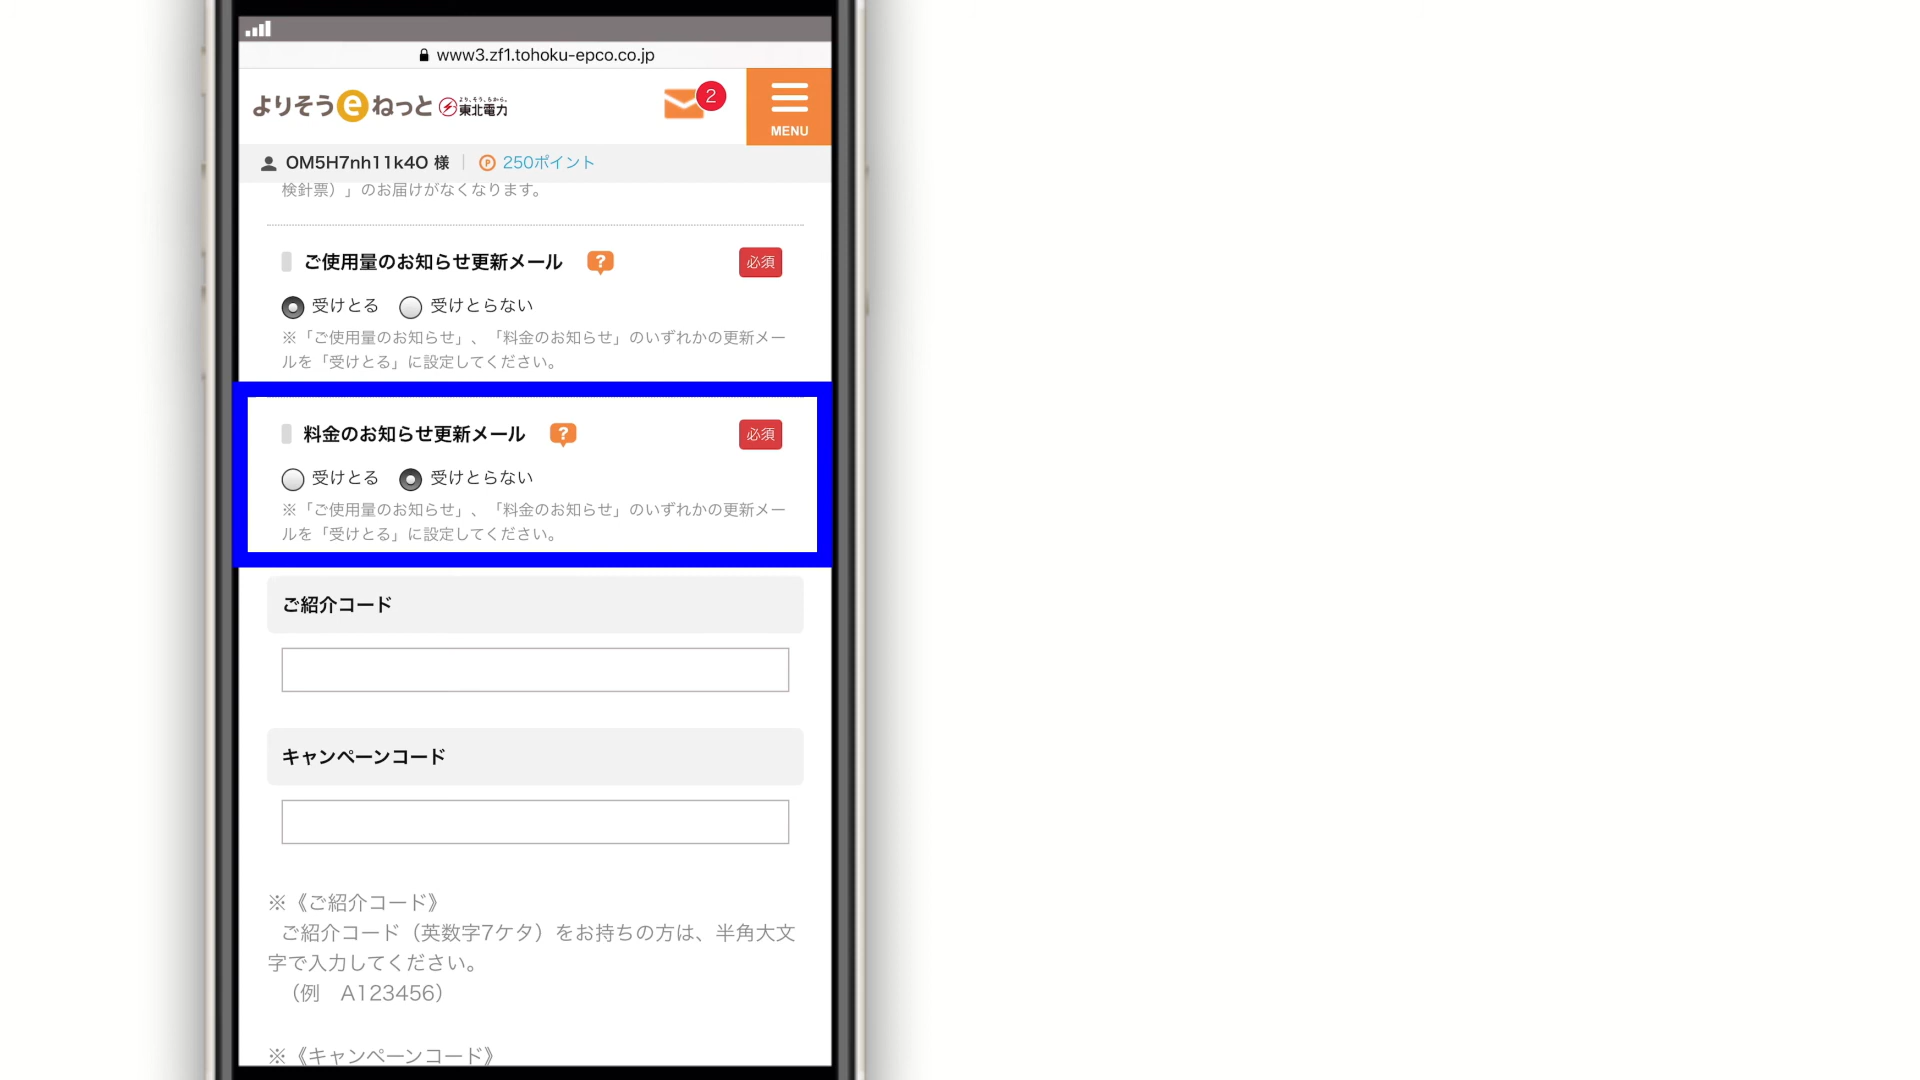 www3.zf1.tohoku-epco.co.jp
よりそうeねっと より、そう、ちから。 東北電力
2
MENU
OM5H7nh11k4O 様 250ポイント
検針票）」のお届けがなくなります。
ご使用量のお知らせ更新メール ? 必須
受けとる 受けとらない
※「ご使用量のお知らせ」、「料金のお知らせ」のいずれかの更新メー
ルを「受けとる」に設定してください。
料金のお知らせ更新メール ? 必須
受けとる 受けとらない
※「ご使用量のお知らせ」、「料金のお知らせ」のいずれかの更新メー
ルを「受けとる」に設定してください。
ご紹介コード
キャンペーンコード
※《ご紹介コード》
ご紹介コード（英数字7ケタ）をお持ちの方は、半角大文
字で入力してください。
（例　A123456）
※《キャンペーンコード》